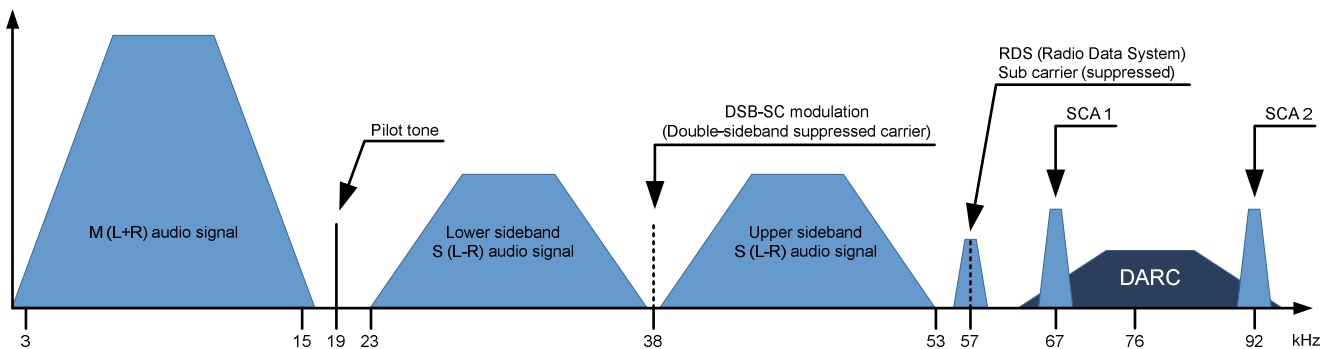 RDS (Radio Data System)
Sub carrier (suppressed)
DSB-SC modulation
(Double-sideband suppressed carrier)
SCA 1
SCA 2
Pilot tone
M (L+R) audio signal
Lower sideband
S (L-R) audio signal
Upper sideband
S (L-R) audio signal
DARC
3 15 19 23 38 53 57 67 76 92 kHz